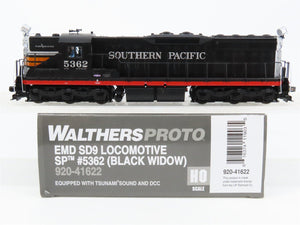 5362
SOUTHERN PACIFIC
WALTHERSPROTO
EMD SD9 LOCOMOTIVE
SP™ #5362 (BLACK WIDOW)
920-41622
EQUIPPED WITH TSUNAMI® SOUND AND DCC
HO
SCALE
920-41622